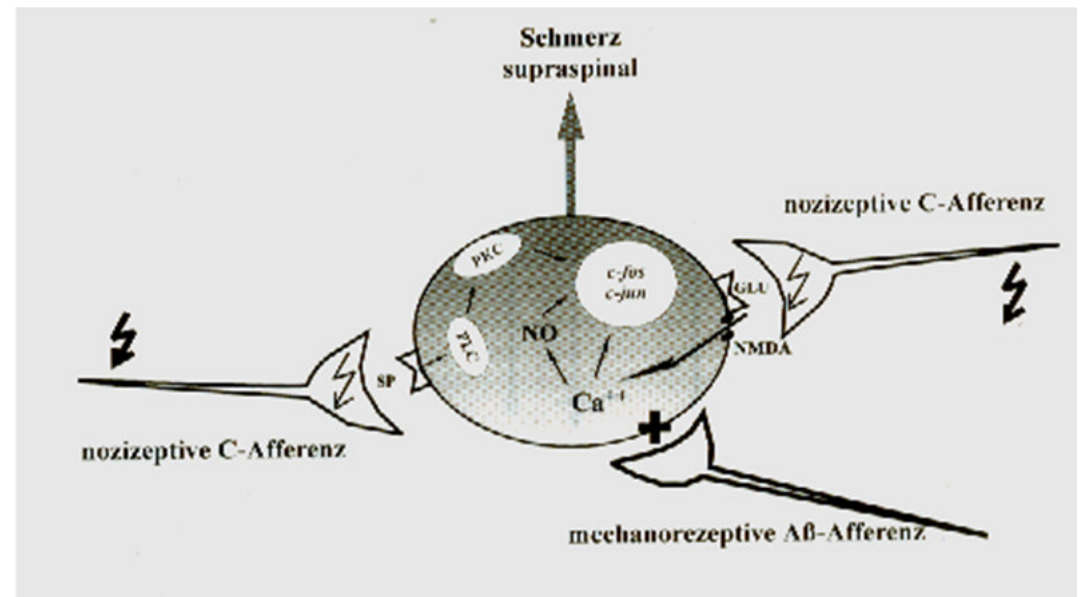 Schmerz
supraspinal
nozizeptive C-Afferenz
PKC
c-fos
c-jun
GLU
NO
PLC
NMDA
SP
Ca++
+
nozizeptive C-Afferenz
mechanorezeptive Aß-Afferenz